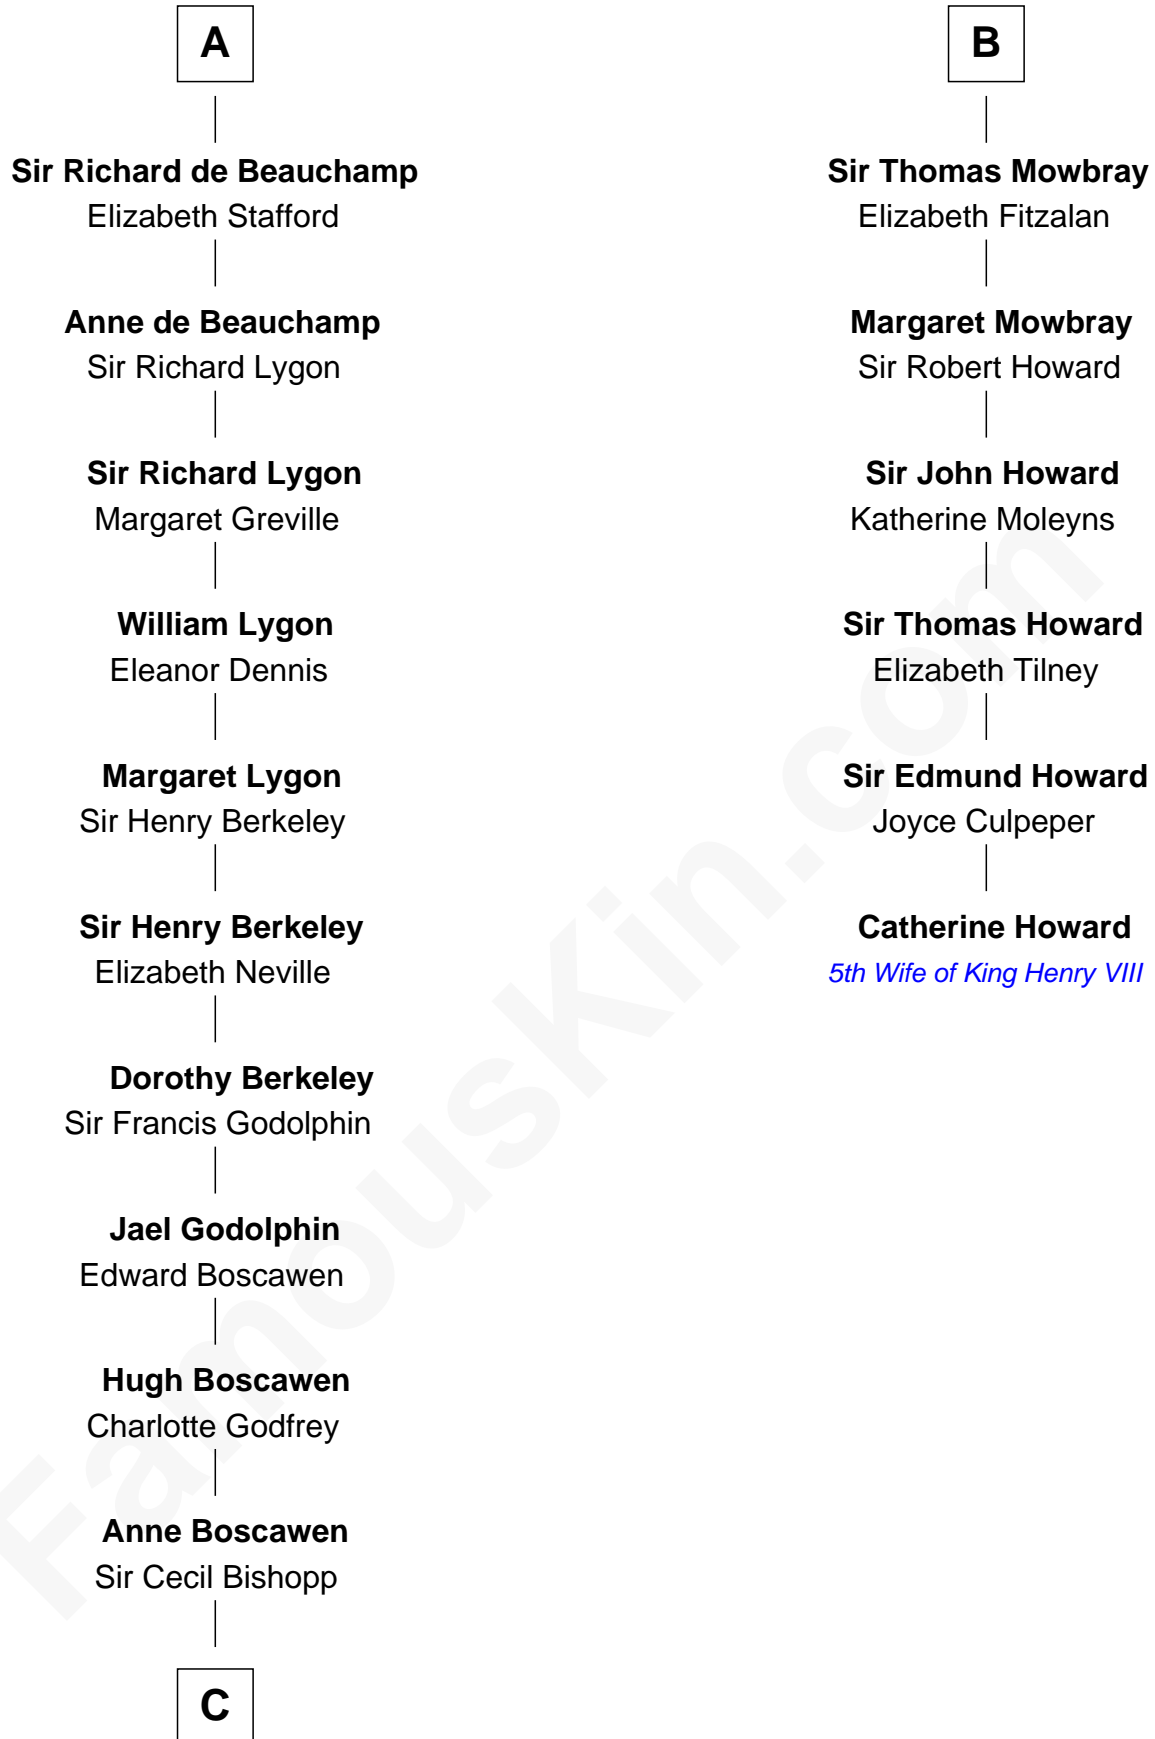 A
Sir Richard de Beauchamp
Elizabeth Stafford
Anne de Beauchamp
Sir Richard Lygon
Sir Richard Lygon
Margaret Greville
William Lygon
Eleanor Dennis
Margaret Lygon
Sir Henry Berkeley
Sir Henry Berkeley
Elizabeth Neville
Dorothy Berkeley
Sir Francis Godolphin
Jael Godolphin
Edward Boscawen
Hugh Boscawen
Charlotte Godfrey
Anne Boscawen
Sir Cecil Bishopp
C
B
Sir Thomas Mowbray
Elizabeth Fitzalan
Margaret Mowbray
Sir Robert Howard
Sir John Howard
Katherine Moleyns
Sir Thomas Howard
Elizabeth Tilney
Sir Edmund Howard
Joyce Culpeper
Catherine Howard
5th Wife of King Henry VIII
FamousKin.com